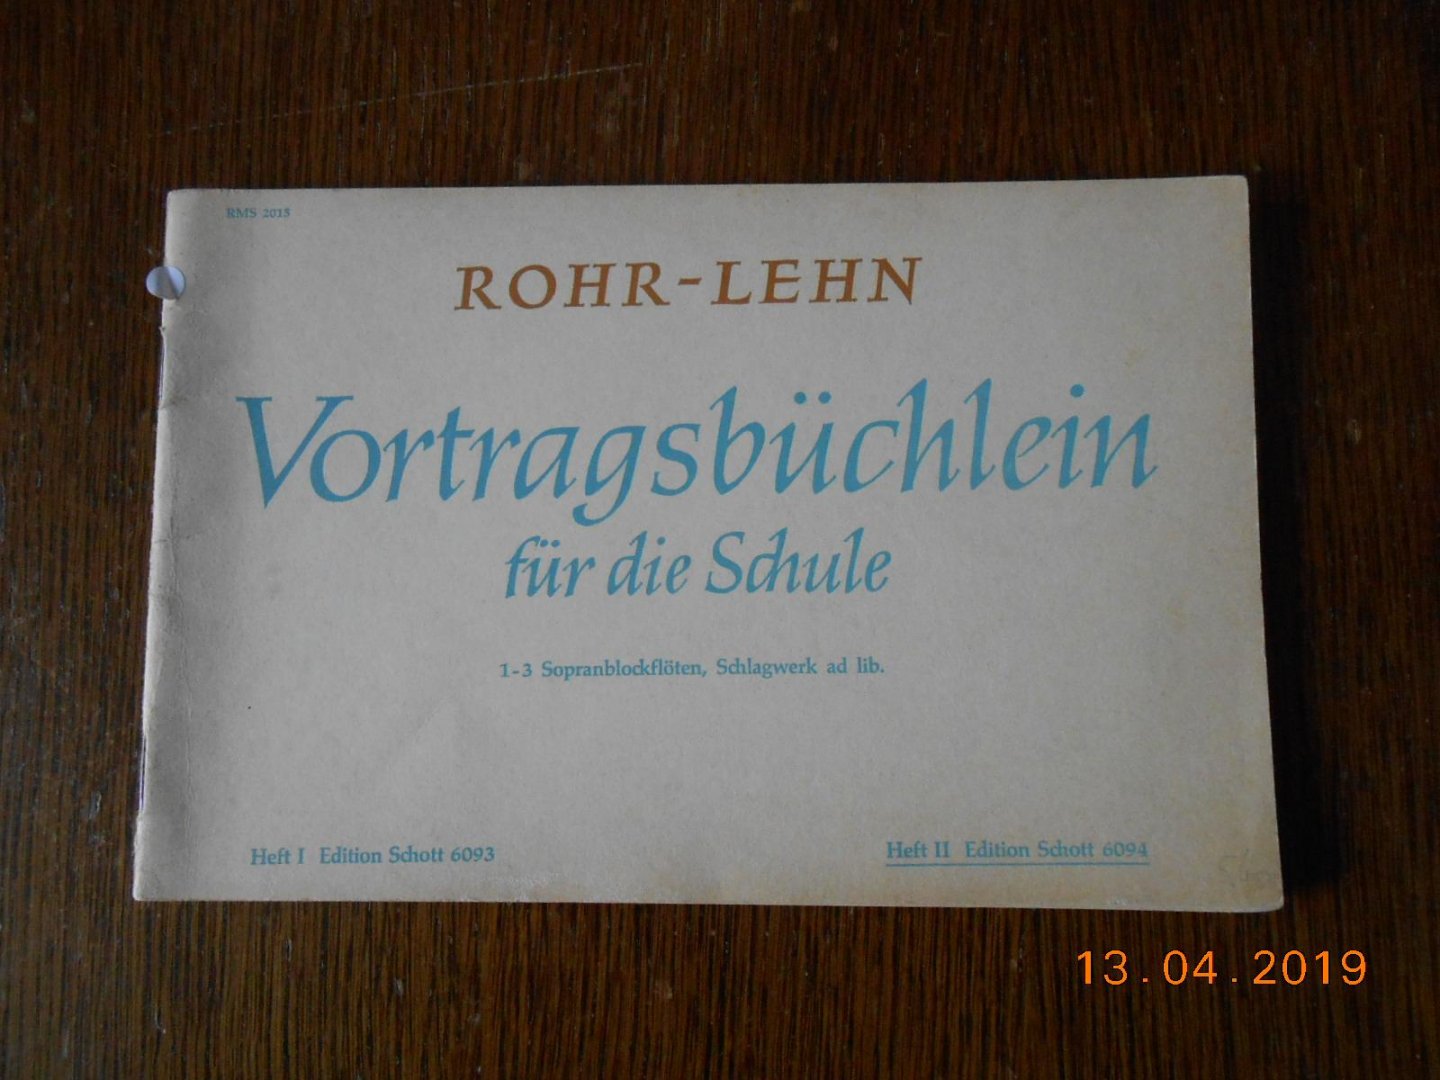 RMS 2015
ROHR-LEHN
Vortragsbüchlein
für die Schule
1-3 Sopranblockflöten, Schlagwerk ad lib.
Heft I Edition Schott 6093
Heft II Edition Schott 6094
13.04.2019